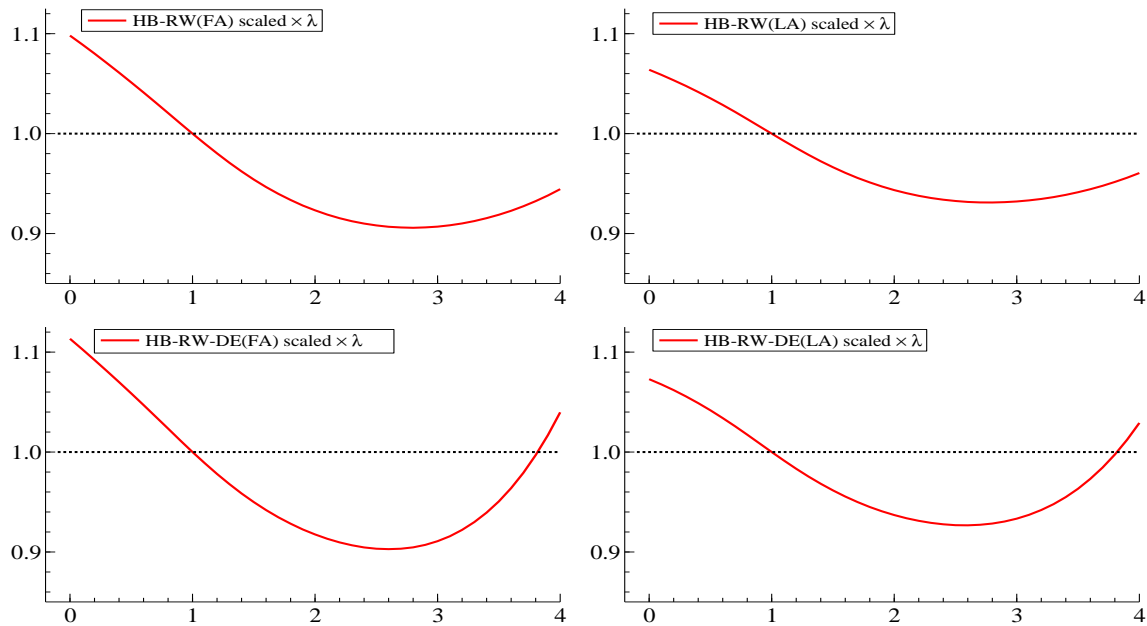 HB-RW(FA) scaled × λ
1.1
1.0
0.9
0 1 2 3 4
HB-RW(LA) scaled × λ
1.1
1.0
0.9
0 1 2 3 4
HB-RW-DE(FA) scaled × λ
1.1
1.0
0.9
0 1 2 3 4
HB-RW-DE(LA) scaled × λ
1.1
1.0
0.9
0 1 2 3 4